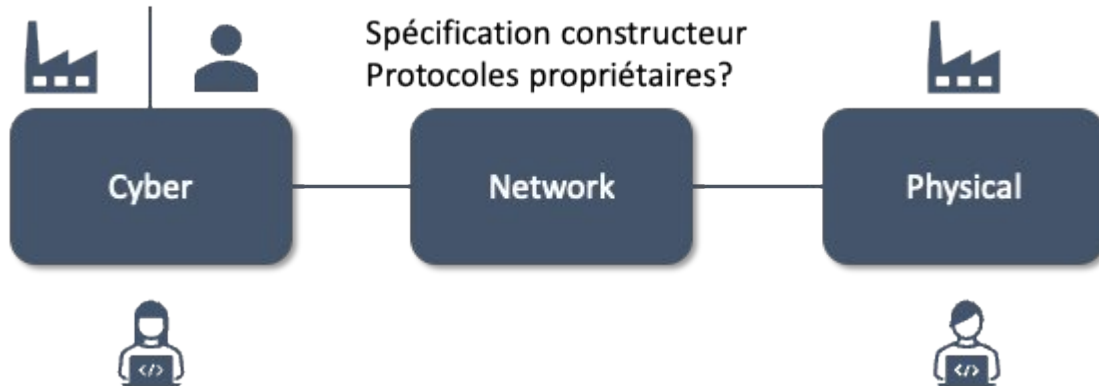 Spécification constructeur
Protocoles propriétaires?
Cyber
Network
Physical
</>
</>